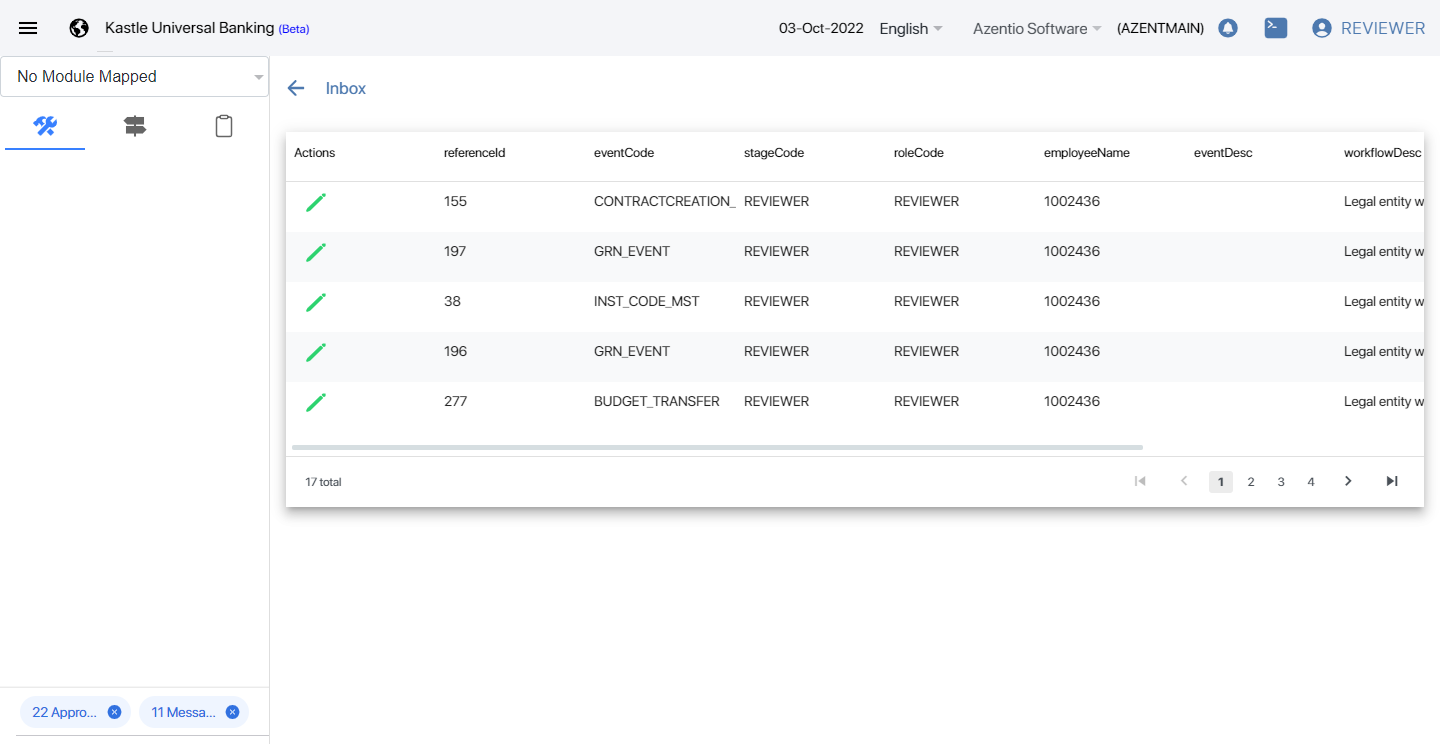 Kastle Universal Banking (Beta) 03-Oct-2022 English Azentio Software (AZENTMAIN) REVIEWER
No Module Mapped
Inbox
Actions referenceId eventCode stageCode roleCode employeeName eventDesc workflowDesc
155 CONTRACTCREATION_ REVIEWER REVIEWER 1002436 Legal entity w
197 GRN_EVENT REVIEWER REVIEWER 1002436 Legal entity w
38 INST_CODE_MST REVIEWER REVIEWER 1002436 Legal entity w
196 GRN_EVENT REVIEWER REVIEWER 1002436 Legal entity w
277 BUDGET_TRANSFER REVIEWER REVIEWER 1002436 Legal entity w
17 total 1 2 3 4
22 Appro... 11 Messa...